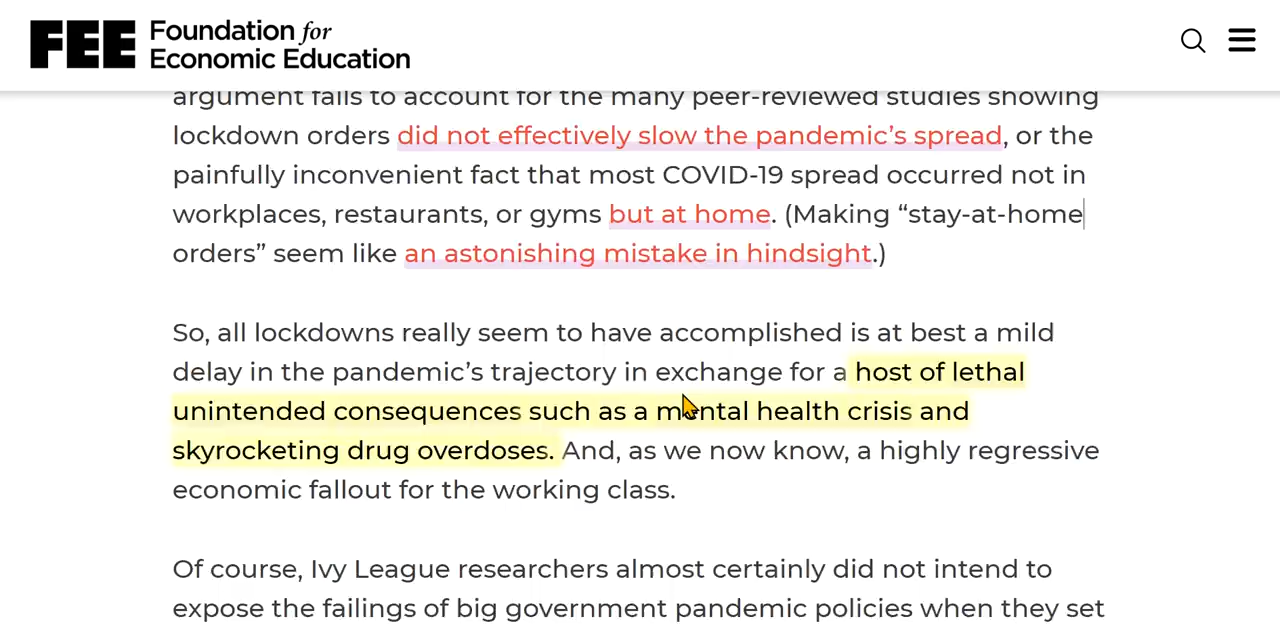 FEE Foundation for
Economic Education
argument fails to account for the many peer-reviewed studies showing
lockdown orders did not effectively slow the pandemic’s spread, or the
painfully inconvenient fact that most COVID-19 spread occurred not in
workplaces, restaurants, or gyms but at home. (Making “stay-at-home
orders” seem like an astonishing mistake in hindsight.)
So, all lockdowns really seem to have accomplished is at best a mild
delay in the pandemic’s trajectory in exchange for a host of lethal
unintended consequences such as a mental health crisis and
skyrocketing drug overdoses. And, as we now know, a highly regressive
economic fallout for the working class.
Of course, Ivy League researchers almost certainly did not intend to
expose the failings of big government pandemic policies when they set